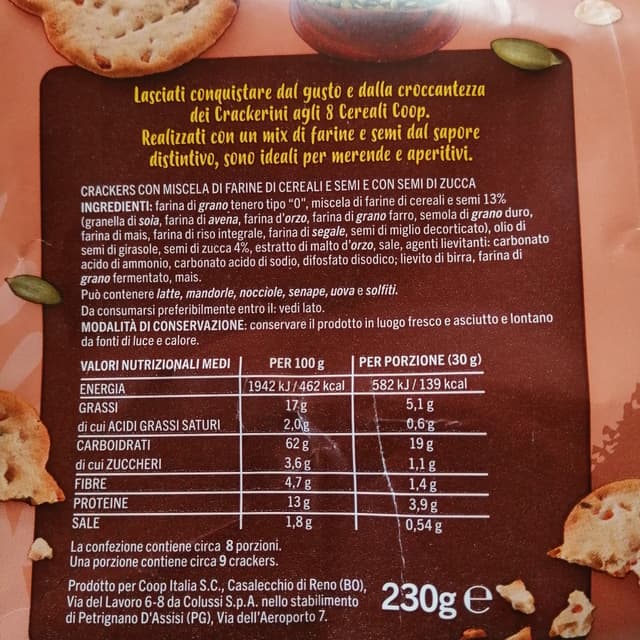 Lasciati conquistare dal gusto e dalla croccantezza
dei Crackerini agli 8 Cereali Coop.
Realizzati con un mix di farine e semi dal sapore
distintivo, sono ideali per merende e aperitivi.
CRACKERS CON MISCELA DI FARINE DI CEREALI E SEMI E CON SEMI DI ZUCCA
INGREDIENTI: farina di grano tenero tipo "0", miscela di farine di cereali e semi 13%
(granella di soia, farina di avena, farina d'orzo, farina di grano farro, semola di grano duro,
farina di mais, farina di riso integrale, farina di segale, semi di miglio decorticato), olio di
semi di girasole, semi di zucca 4%, estratto di malto d'orzo, sale, agenti lievitanti: carbonato
acido di ammonio, carbonato acido di sodio, difosfato disodico; lievito di birra, farina di
grano fermentato, mais.
Può contenere latte, mandorle, nocciole, senape, uova e solfiti.
Da consumarsi preferibilmente entro il: vedi lato.
MODALITÀ DI CONSERVAZIONE: conservare il prodotto in luogo fresco e asciutto e lontano
da fonti di luce e calore.
VALORI NUTRIZIONALI MEDI PER 100 g PER PORZIONE (30 g)
ENERGIA 1942 kJ / 462 kcal 582 kJ / 139 kcal
GRASSI 17 g 5,1 g
di cui ACIDI GRASSI SATURI 2,0 g 0,6 g
CARBOIDRATI 62 g 19 g
di cui ZUCCHERI 3,6 g 1,1 g
FIBRE 4,7 g 1,4 g
PROTEINE 13 g 3,9 g
SALE 1,8 g 0,54 g
La confezione contiene circa 8 porzioni.
Una porzione contiene circa 9 crackers.
Prodotto per Coop Italia S.C., Casalecchio di Reno (BO),
Via del Lavoro 6-8 da Colussi S.p.A. nello stabilimento
di Petrignano D'Assisi (PG), Via dell'Aeroporto 7.
230g e